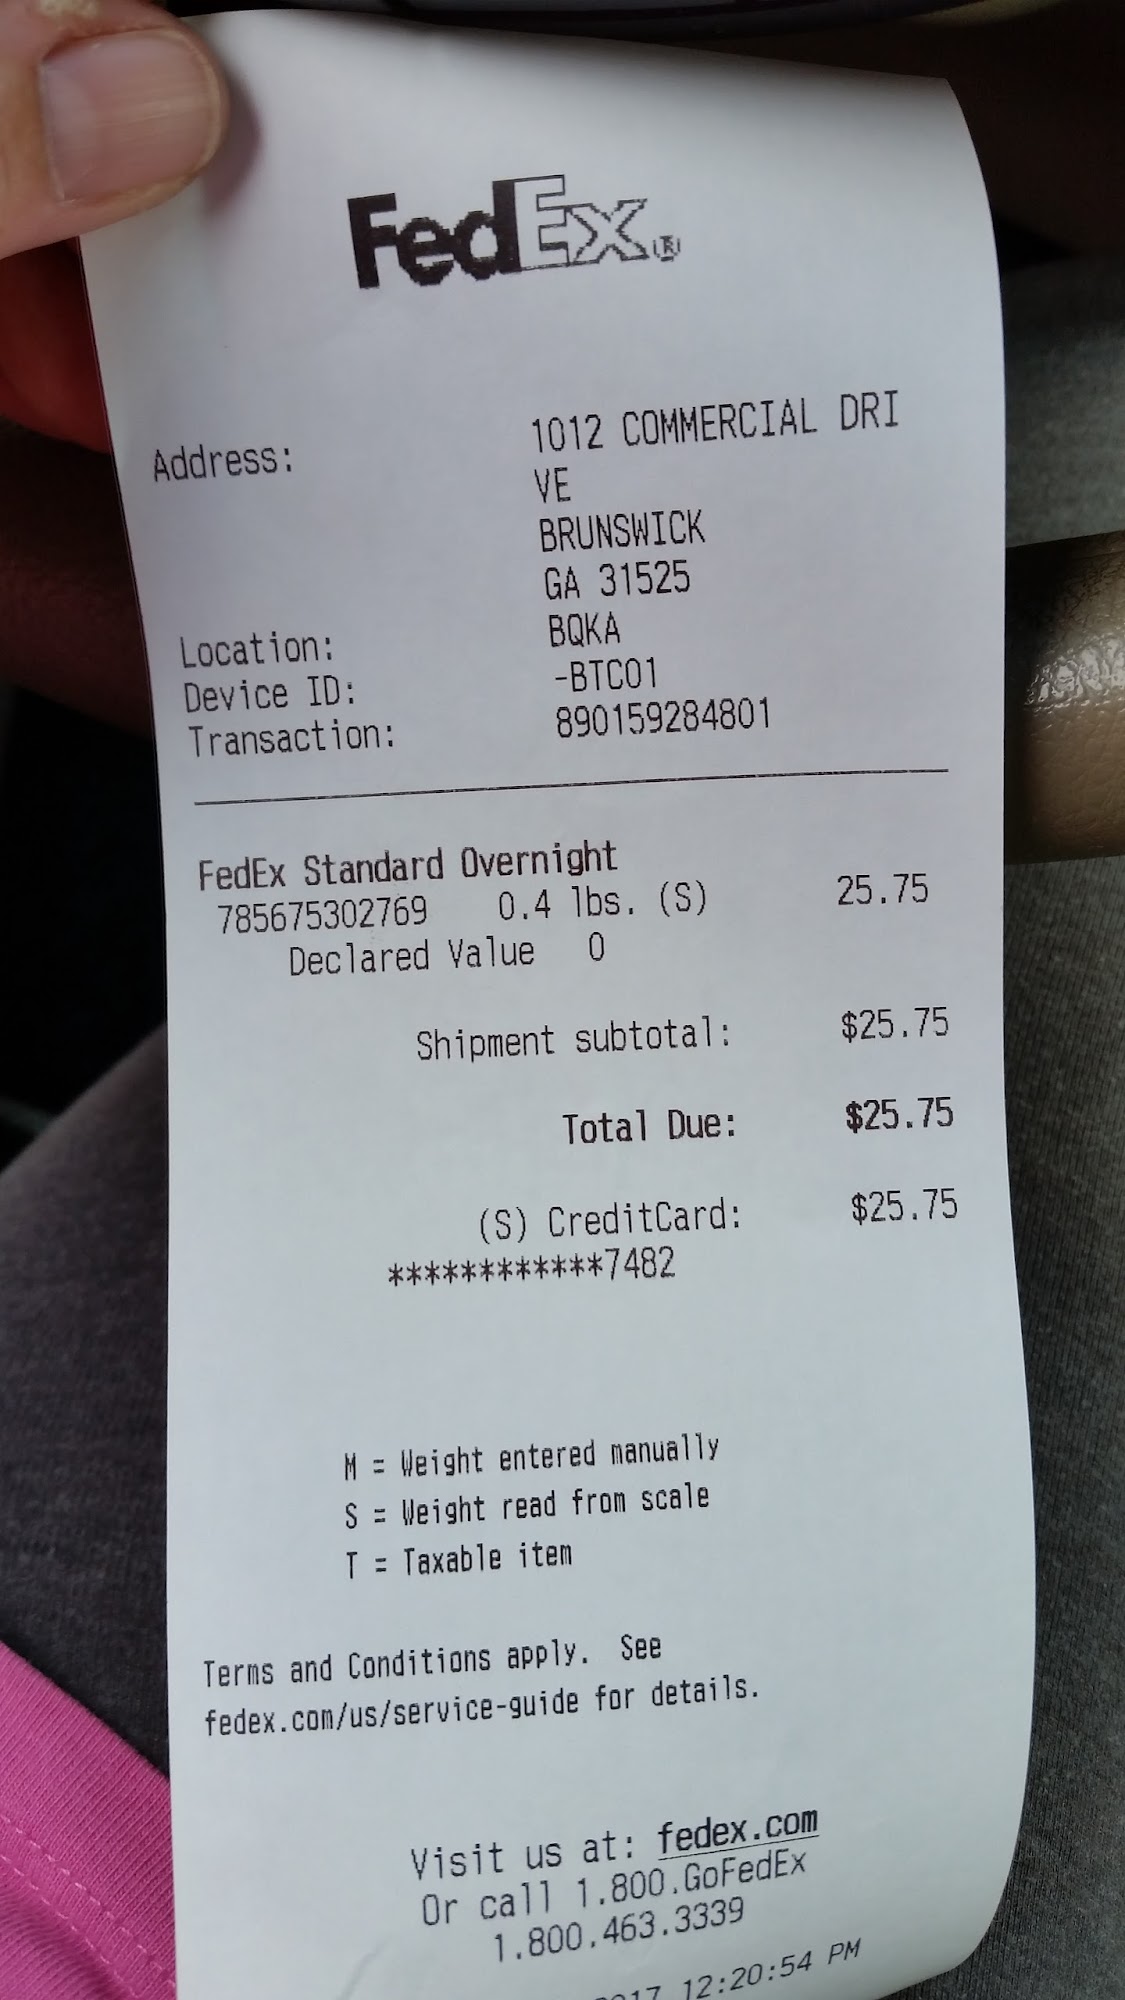 FedEx®
Address: 1012 COMMERCIAL DRI
VE
BRUNSWICK
GA 31525
Location: BQKA
Device ID: -BTC01
Transaction: 890159284801
FedEx Standard Overnight
785675302769 0.4 lbs. (S) 25.75
Declared Value 0
Shipment subtotal: $25.75
Total Due: $25.75
(S) CreditCard: $25.75
************7482
M = Weight entered manually
S = Weight read from scale
T = Taxable item
Terms and Conditions apply. See
fedex.com/us/service-guide for details.
Visit us at: fedex.com
Or call 1.800.GoFedEx
1.800.463.3339
12:20:54 PM